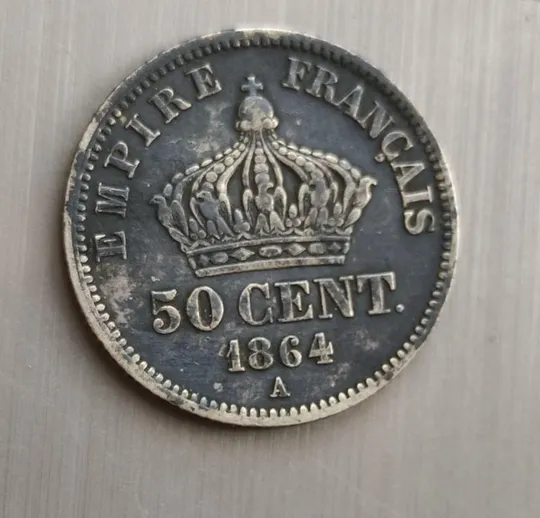 EMPIRE FRANÇAIS
50 CENT.
1864
A